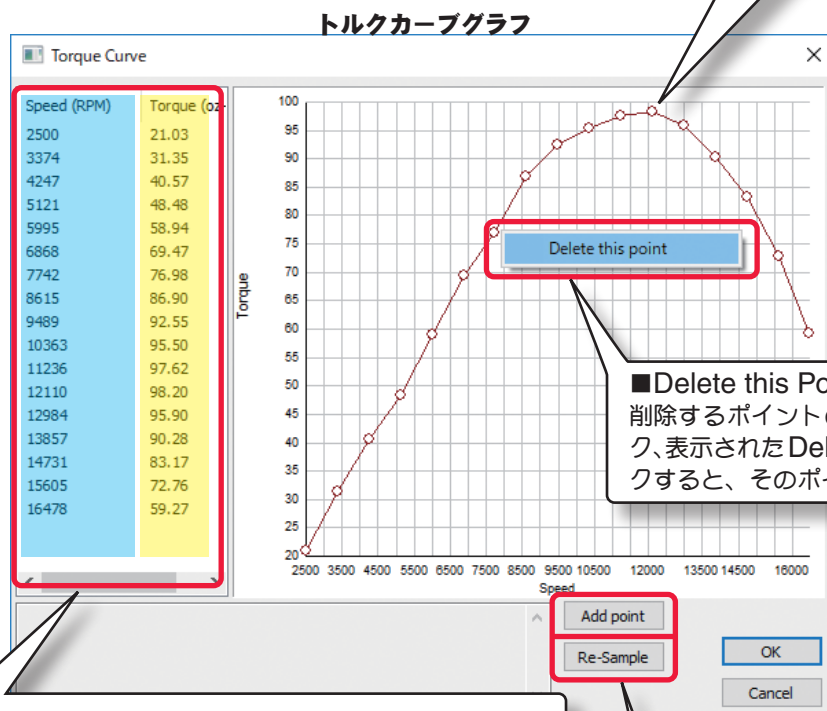 トルクカーブグラフ
Torque Curve
Speed (RPM) Torque (oz-
2500 21.03
3374 31.35
4247 40.57
5121 48.48
5995 58.94
6868 69.47
7742 76.98
8615 86.90
9489 92.55
10363 95.50
11236 97.62
12110 98.20
12984 95.90
13857 90.28
14731 83.17
15605 72.76
16478 59.27
Torque
100
95
90
85
80
75
70
65
60
55
50
45
40
35
30
25
20
2500 3500 4500 5500 6500 7500 8500 9500 10500 12000 13500 14500 16000
Speed
Delete this point
■Delete this Po
削除するポイント
ク、表示されたDel
クすると、そのポ
Add point
Re-Sample
OK
Cancel